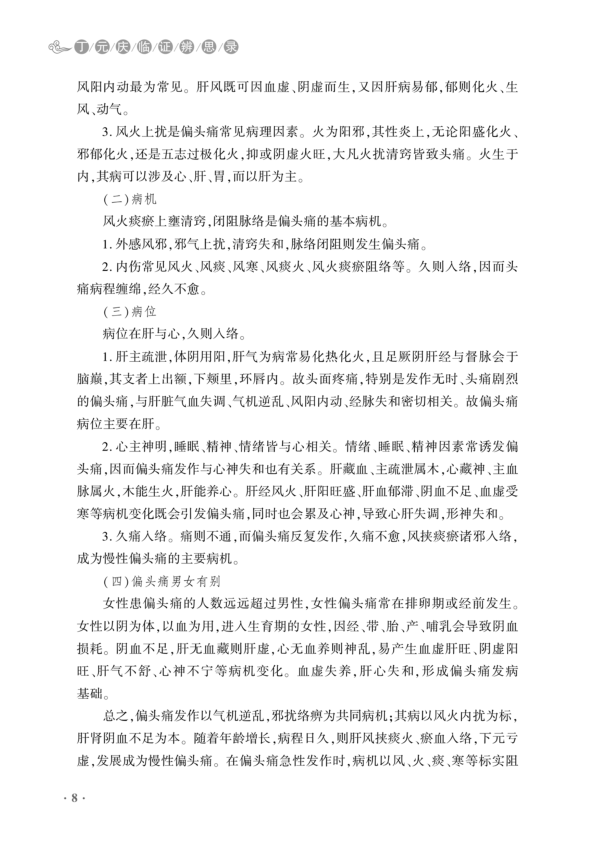 丁元庆临证辨思录
风阳内动最为常见。肝风既可因血虚、阴虚而生,又因肝病易郁,郁则化火、生
风、动气。
3. 风火上扰是偏头痛常见病理因素。火为阳邪,其性炎上,无论阳盛化火、
邪郁化火,还是五志过极化火,抑或阴虚火旺,大凡火扰清窍皆致头痛。火生于
内,其病可以涉及心、肝、胃,而以肝为主。
(二)病机
风火痰瘀上壅清窍,闭阻脉络是偏头痛的基本病机。
1. 外感风邪,邪气上扰,清窍失和,脉络闭阻则发生偏头痛。
2. 内伤常见风火、风痰、风寒、风痰火、风火痰瘀阻络等。久则入络,因而头
痛病程缠绵,经久不愈。
(三)病位
病位在肝与心,久则入络。
1. 肝主疏泄,体阴用阳,肝气为病常易化热化火,且足厥阴肝经与督脉会于
脑巅,其支者上出额,下颊里,环唇内。故头面疼痛,特别是发作无时、头痛剧烈
的偏头痛,与肝脏气血失调、气机逆乱、风阳内动、经脉失和密切相关。故偏头痛
病位主要在肝。
2. 心主神明,睡眠、精神、情绪皆与心相关。情绪、睡眠、精神因素常诱发偏
头痛,因而偏头痛发作与心神失和也有关系。肝藏血、主疏泄属木,心藏神、主血
脉属火,木能生火,肝能养心。肝经风火、肝阳旺盛、肝血郁滞、阴血不足、血虚受
寒等病机变化既会引发偏头痛,同时也会累及心神,导致心肝失调,形神失和。
3. 久痛入络。痛则不通,而偏头痛反复发作,久痛不愈,风挟痰瘀诸邪入络,
成为慢性偏头痛的主要病机。
(四)偏头痛男女有别
女性患偏头痛的人数远远超过男性,女性偏头痛常在排卵期或经前发生。
女性以阴为体,以血为用,进入生育期的女性,因经、带、胎、产、哺乳会导致阴血
损耗。阴血不足,肝无血藏则肝虚,心无血养则神乱,易产生血虚肝旺、阴虚阳
旺、肝气不舒、心神不宁等病机变化。血虚失养,肝心失和,形成偏头痛发病
基础。
总之,偏头痛发作以气机逆乱,邪扰络痹为共同病机;其病以风火内扰为标,
肝肾阴血不足为本。随着年龄增长,病程日久,则肝风挟痰火、瘀血入络,下元亏
虚,发展成为慢性偏头痛。在偏头痛急性发作时,病机以风、火、痰、寒等标实阻
· 8 ·